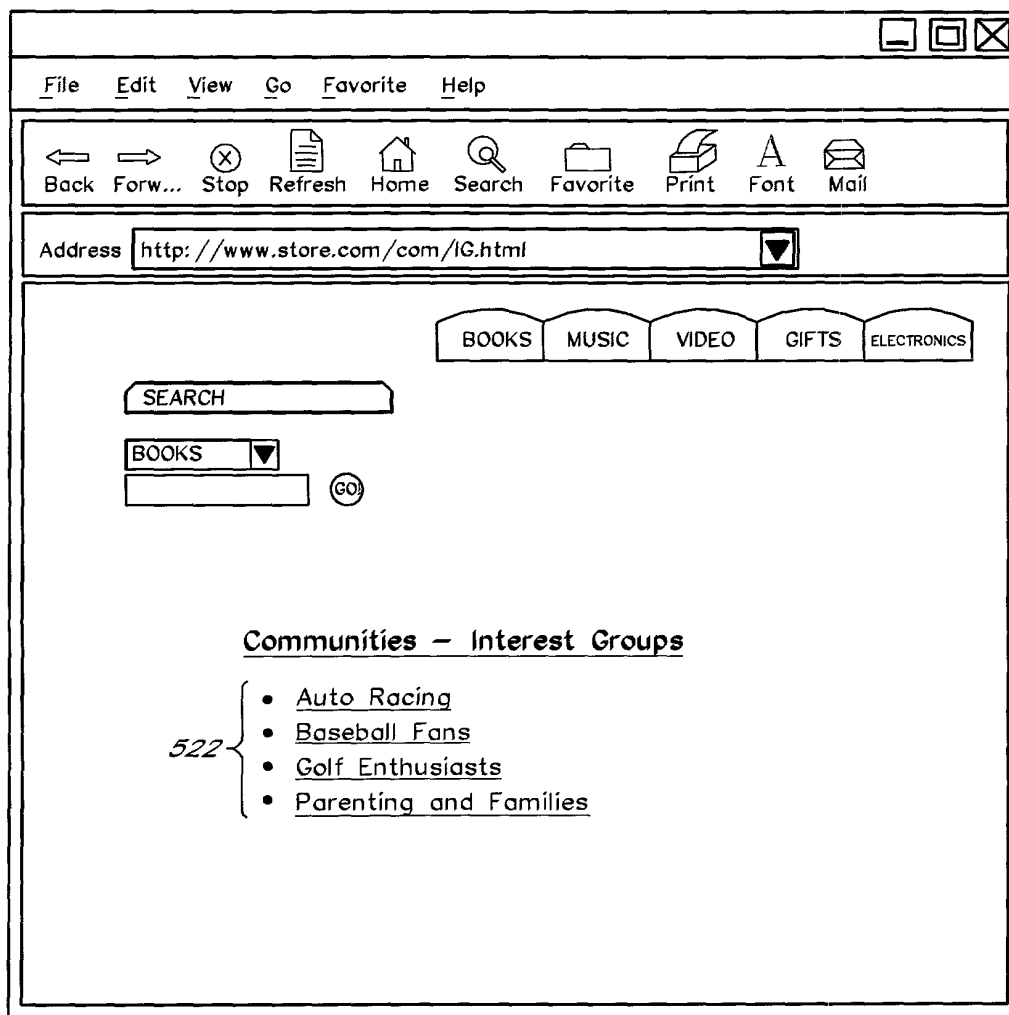 File Edit View Go Favorite Help
Back Forw... Stop Refresh Home Search Favorite Print Font Mail
Address http://www.store.com/com/IG.html
BOOKS MUSIC VIDEO GIFTS ELECTRONICS
SEARCH
BOOKS
GO!
Communities – Interest Groups
• Auto Racing
522 • Baseball Fans
• Golf Enthusiasts
• Parenting and Families